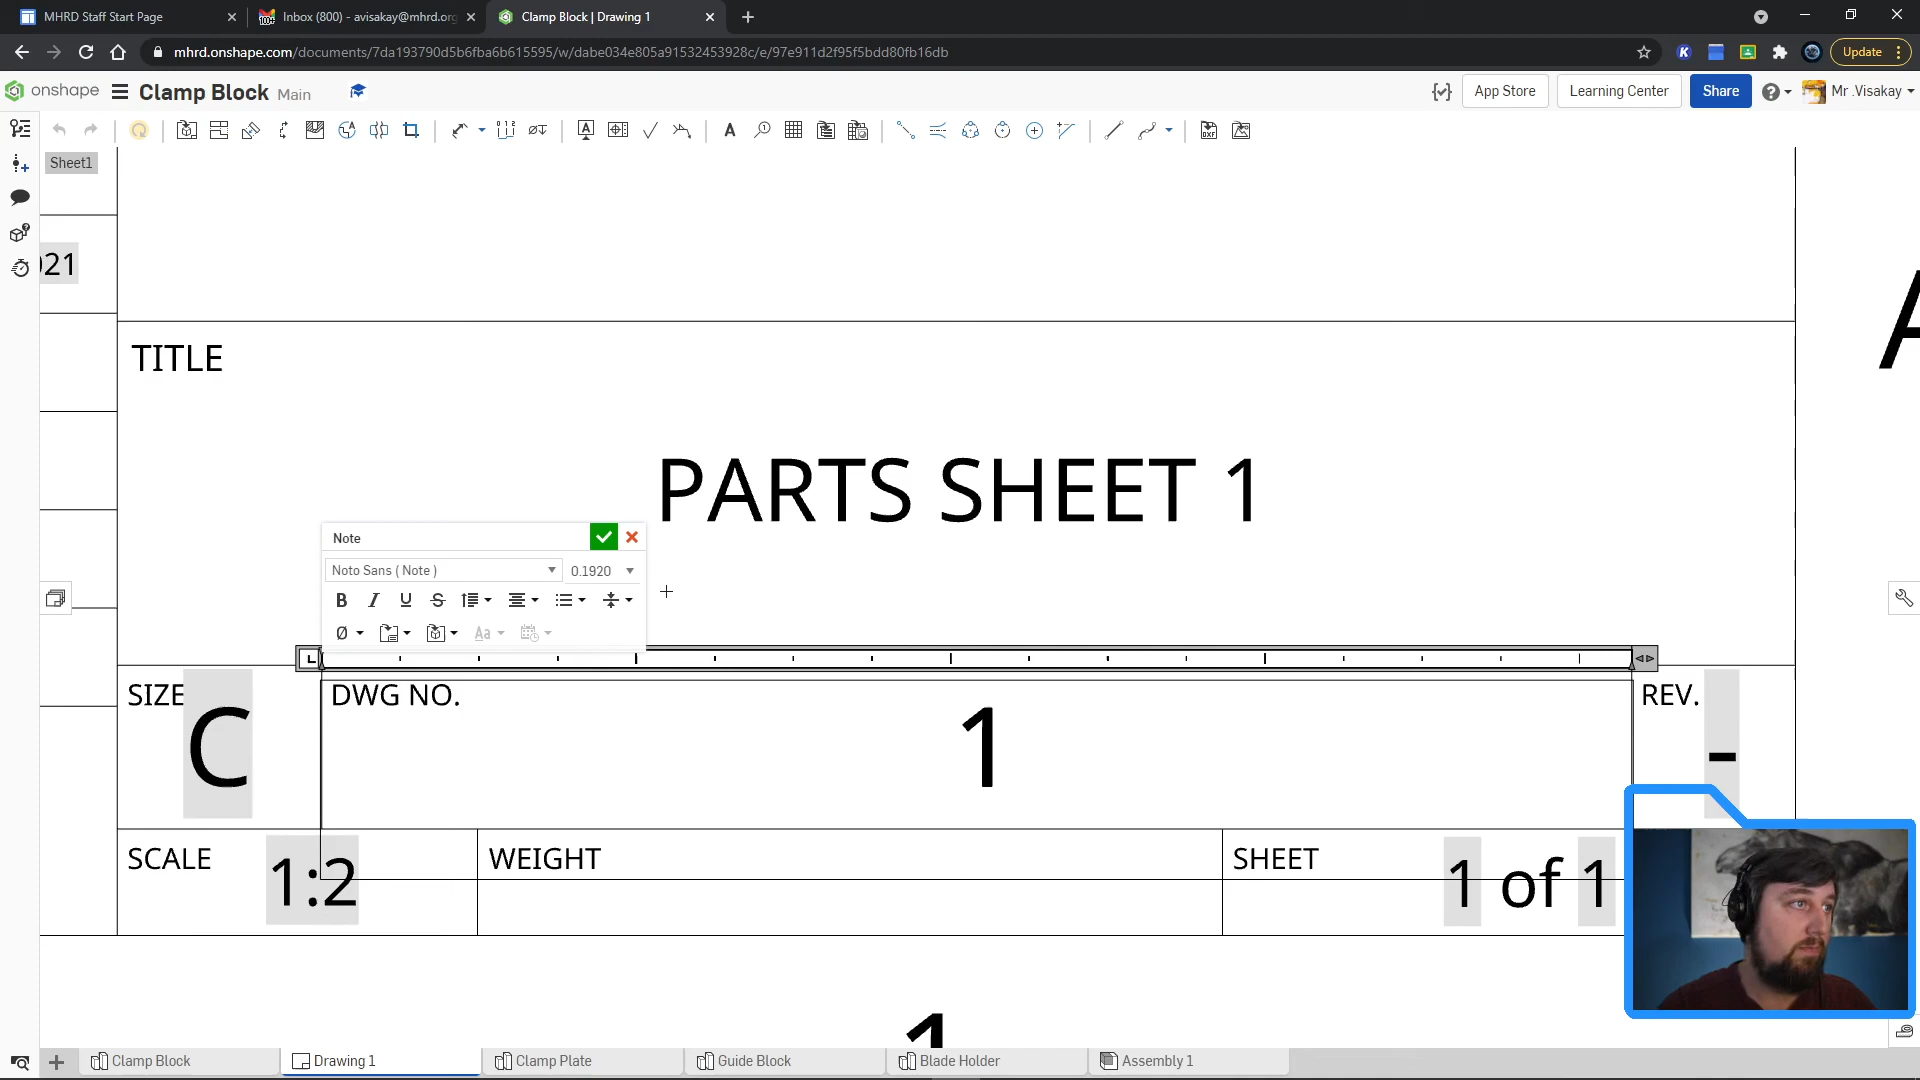 MHRD Staff Start Page
Inbox (800) - avisakay@mhrd.org
Clamp Block | Drawing 1
mhrd.onshape.com/documents/7da193790d5b6fba6b615595/w/dabe034e805a91532453928c/e/97e911d2f95f5bdd80fb16db
Update
onshape
Clamp Block Main
App Store
Learning Center
Share
Mr .Visakay
Sheet1
021
TITLE
PARTS SHEET 1
Note
Noto Sans ( Note )
0.1920
B I U S
Aa
SIZE
C
DWG NO.
1
REV.
-
SCALE
1:2
WEIGHT
SHEET
1 of 1
A
1
Clamp Block
Drawing 1
Clamp Plate
Guide Block
Blade Holder
Assembly 1